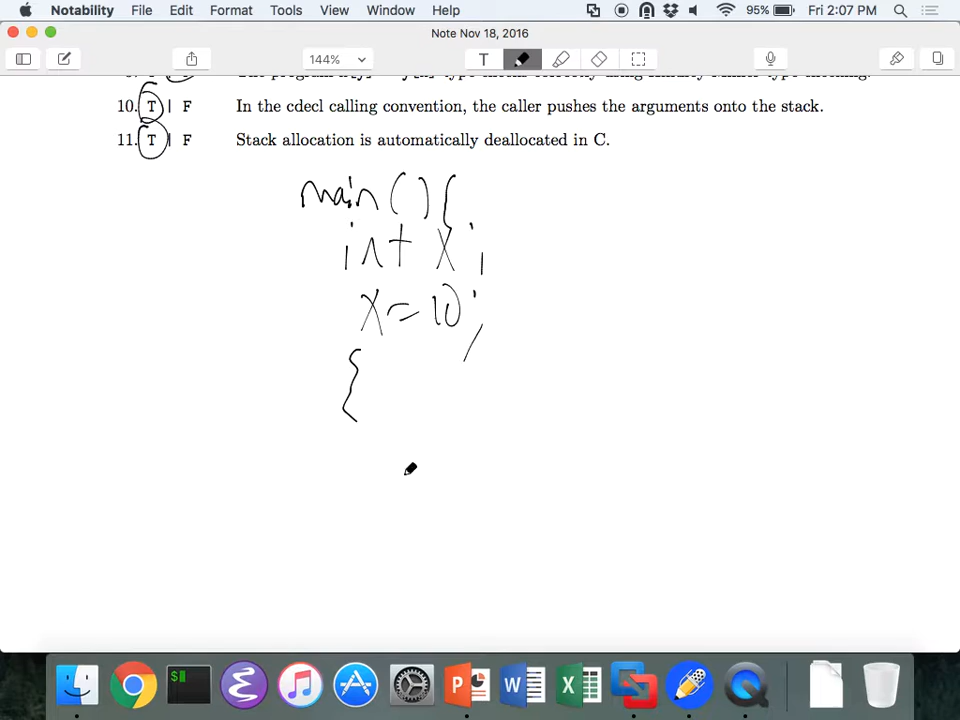 Notability File Edit Format Tools View Window Help 95% Fri 2:07 PM
Note Nov 18, 2016
144% T
10. T | F In the cdecl calling convention, the caller pushes the arguments onto the stack.
11. T | F Stack allocation is automatically deallocated in C.
main () {
int x ;
x = 10 ;
{
$
P W X